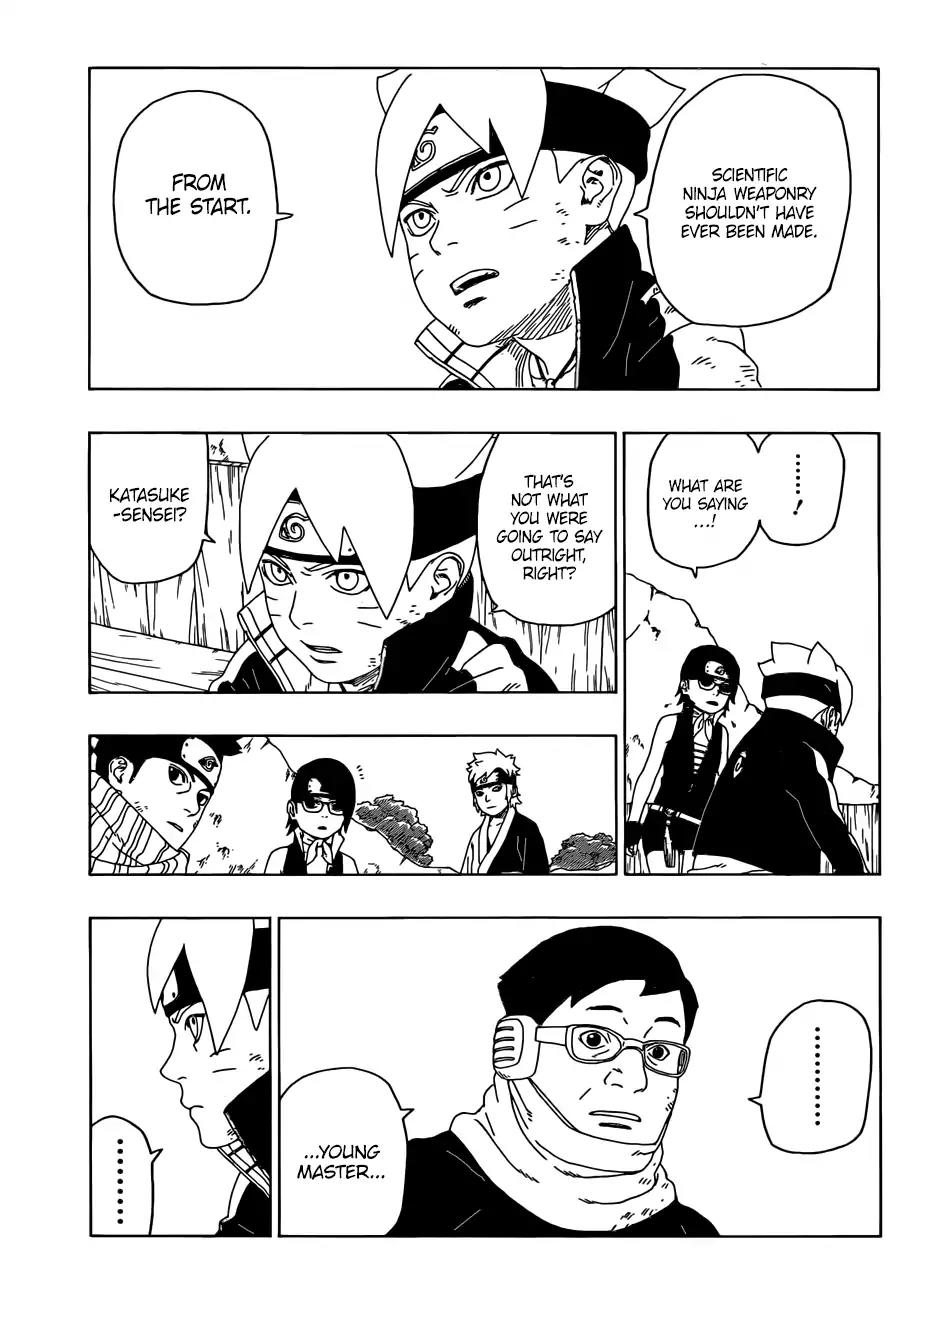 SCIENTIFIC
NINJA WEAPONRY
SHOULDN'T HAVE
EVER BEEN MADE.
FROM
THE START.
......!
WHAT ARE
YOU SAYING
...!
THAT'S
NOT WHAT
YOU WERE
GOING TO SAY
OUTRIGHT,
RIGHT?
KATASUKE
-SENSEI?
..........
...YOUNG
MASTER...
........